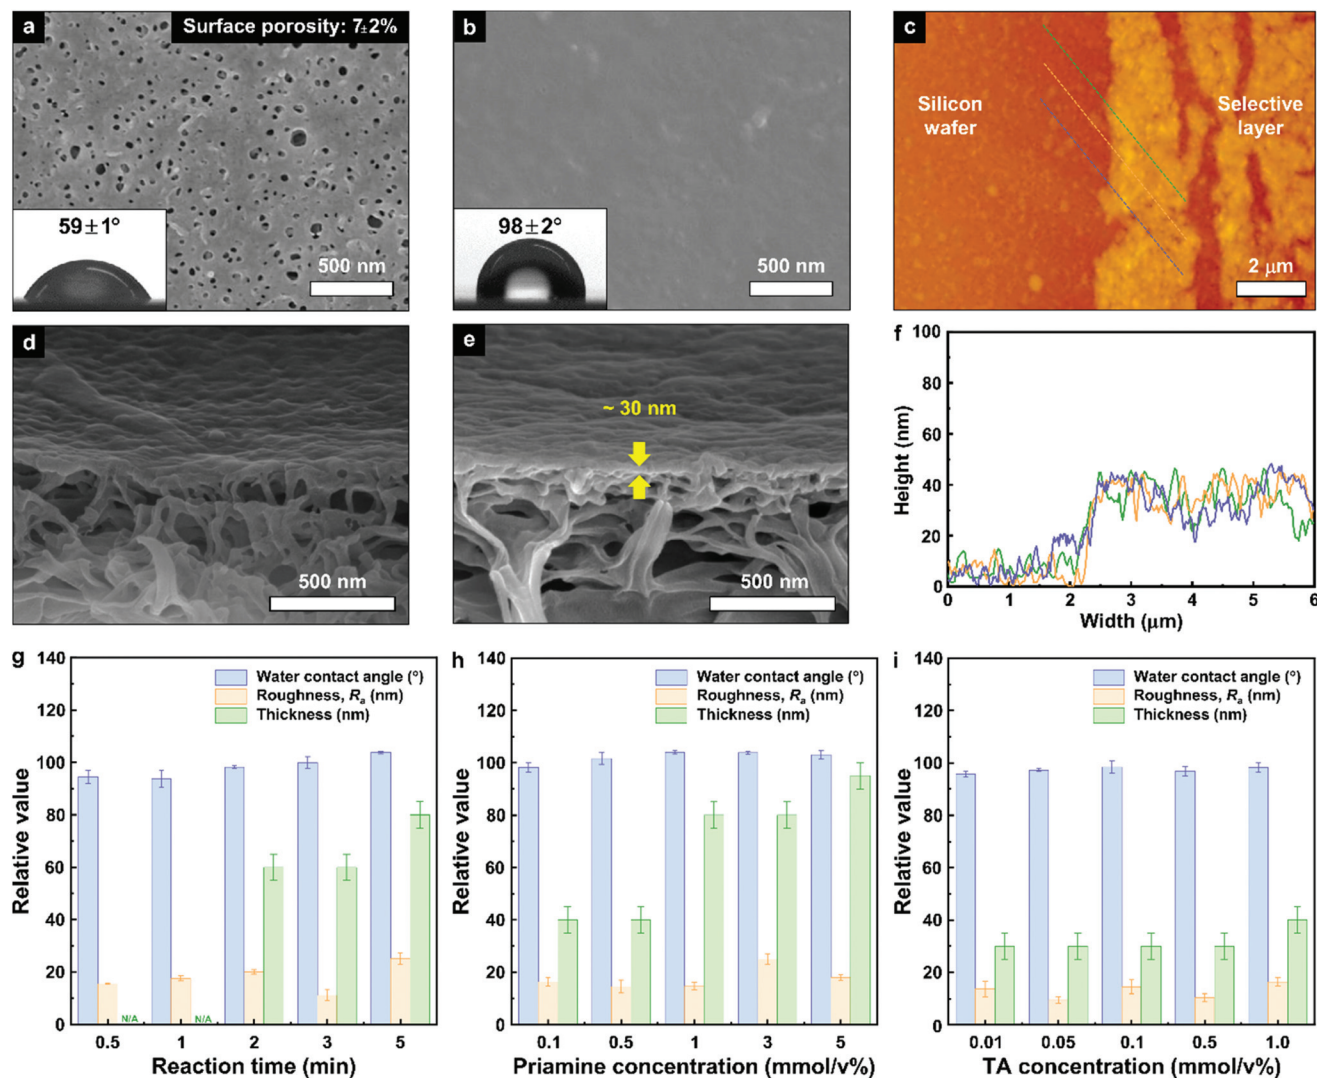 a
Surface porosity: 7±2%
59±1°
500 nm
b
98±2°
500 nm
c
Silicon
wafer
Selective
layer
2 μm
d
500 nm
e
~ 30 nm
500 nm
f
100
80
60
40
20
0
Height (nm)
0 1 2 3 4 5 6
Width (μm)
g
140
120
100
80
60
40
20
0
Relative value
Water contact angle (°)
Roughness, Ra (nm)
Thickness (nm)
N/A
N/A
0.5 1 2 3 5
Reaction time (min)
h
140
120
100
80
60
40
20
0
Relative value
Water contact angle (°)
Roughness, Ra (nm)
Thickness (nm)
0.1 0.5 1 3 5
Priamine concentration (mmol/v%)
i
140
120
100
80
60
40
20
0
Relative value
Water contact angle (°)
Roughness, Ra (nm)
Thickness (nm)
0.01 0.05 0.1 0.5 1.0
TA concentration (mmol/v%)